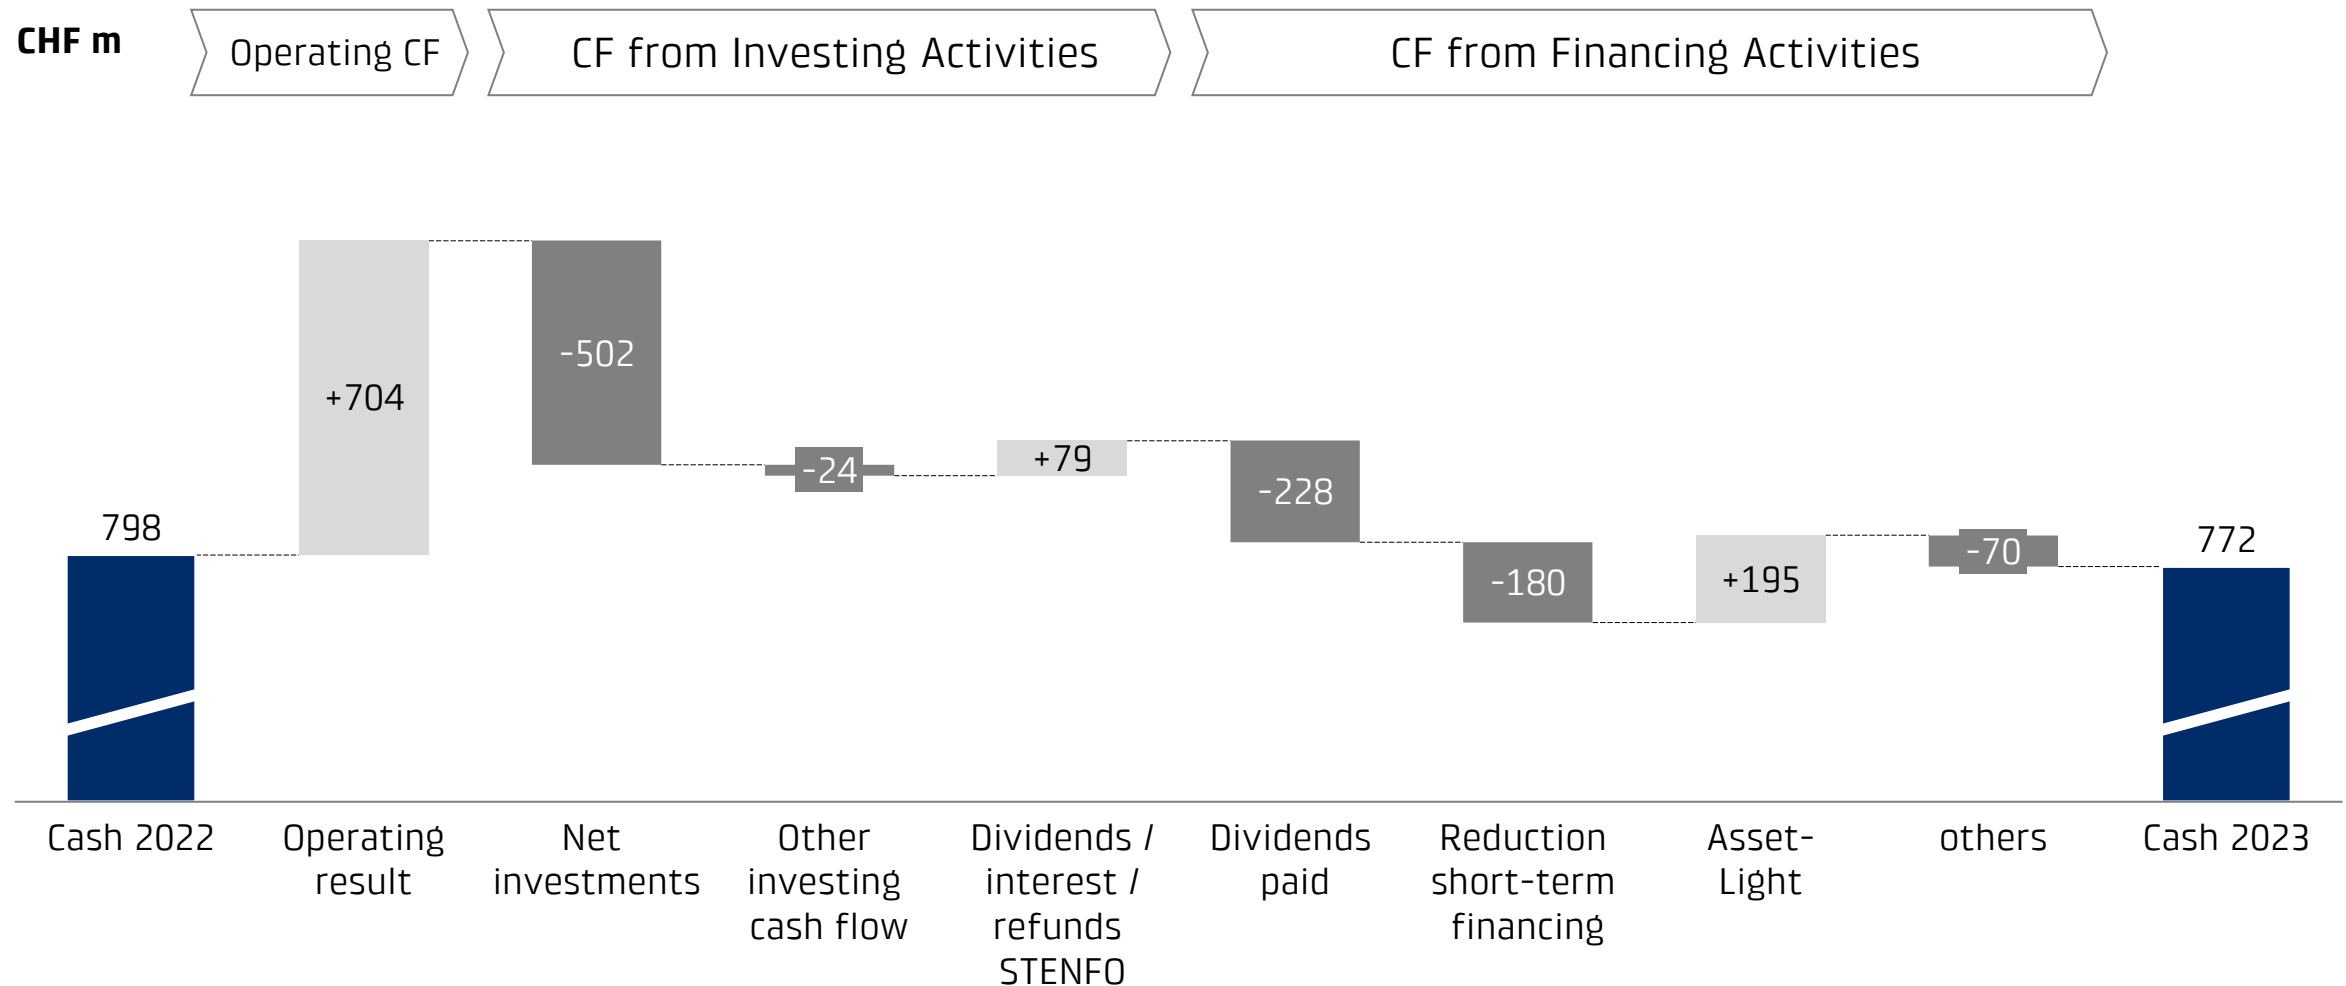 CHF m
Operating CF
CF from Investing Activities
CF from Financing Activities
798
+704
-502
-24
+79
-228
-180
+195
-70
772
Cash 2022
Operating
result
Net
investments
Other
investing
cash flow
Dividends /
interest /
refunds
STENFO
Dividends
paid
Reduction
short-term
financing
Asset-
Light
others
Cash 2023